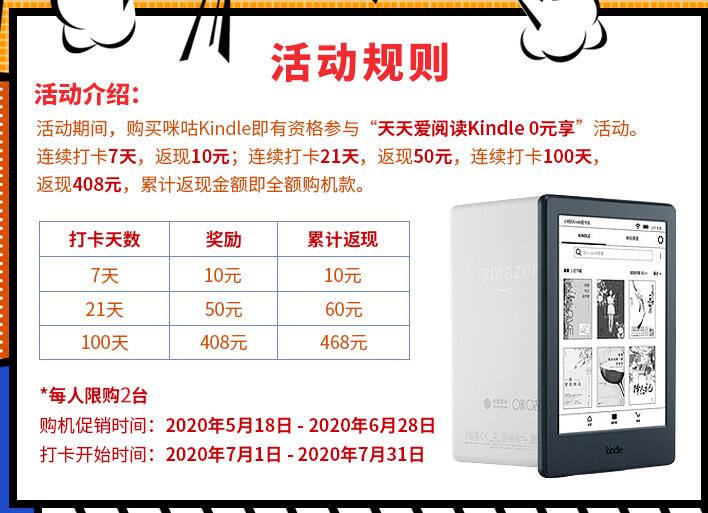 活动规则
活动介绍：
活动期间，购买咪咕Kindle即有资格参与“天天爱阅读Kindle 0元享”活动。
连续打卡7天，返现10元；连续打卡21天，返现50元，连续打卡100天，
返现408元，累计返现金额即全额购机款。
打卡天数 奖励 累计返现
7天 10元 10元
21天 50元 60元
100天 408元 468元
*每人限购2台
购机促销时间：2020年5月18日 - 2020年6月28日
打卡开始时间：2020年7月1日 - 2020年7月31日
amazon
KINDLE
kindle